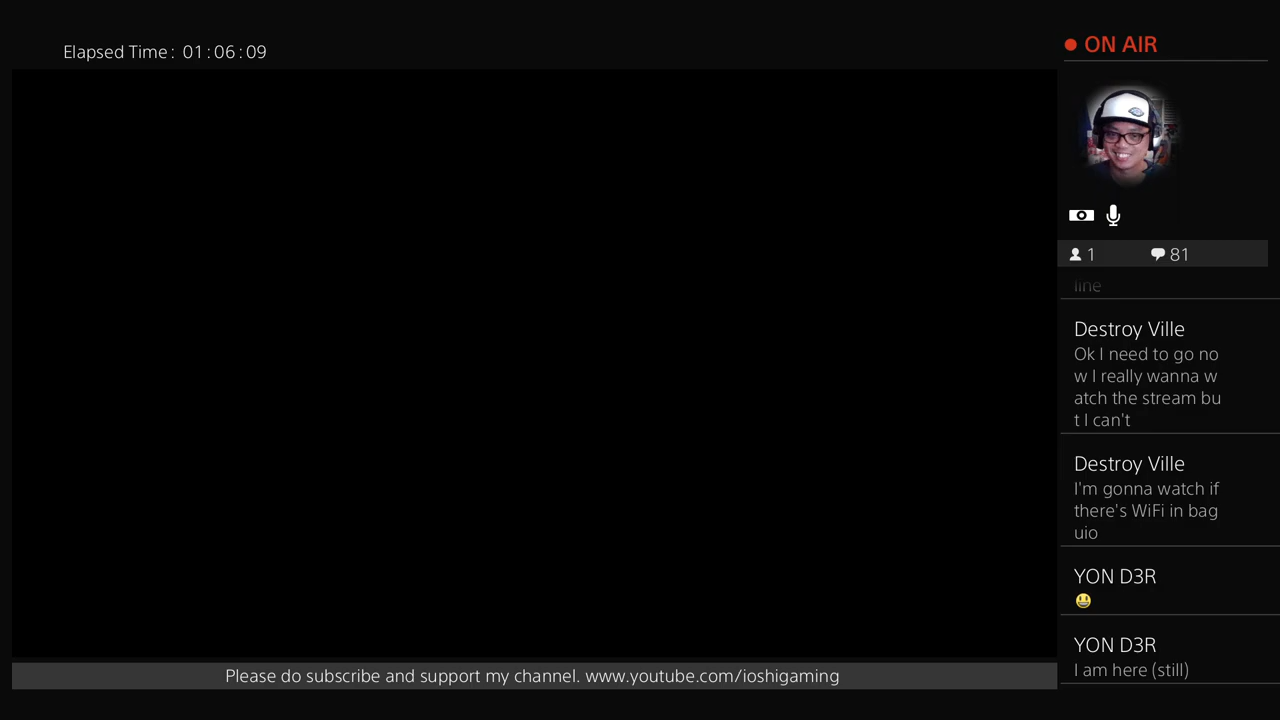 Elapsed Time: 01:06:09
ON AIR
1
81
line
Destroy Ville
Ok I need to go no
w I really wanna w
atch the stream bu
t I can't
Destroy Ville
I'm gonna watch if
there's WiFi in bag
uio
YON D3R
😃
YON D3R
I am here (still)
Please do subscribe and support my channel. www.youtube.com/ioshigaming